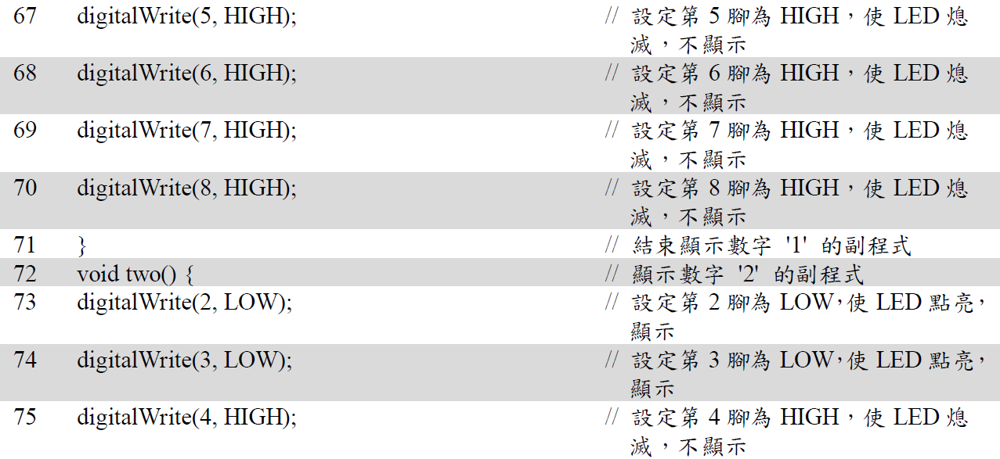 67 digitalWrite(5, HIGH); // 設定第 5 腳為 HIGH，使 LED 熄
滅，不顯示
68 digitalWrite(6, HIGH); // 設定第 6 腳為 HIGH，使 LED 熄
滅，不顯示
69 digitalWrite(7, HIGH); // 設定第 7 腳為 HIGH，使 LED 熄
滅，不顯示
70 digitalWrite(8, HIGH); // 設定第 8 腳為 HIGH，使 LED 熄
滅，不顯示
71 } // 結束顯示數字 '1' 的副程式
72 void two() { // 顯示數字 '2' 的副程式
73 digitalWrite(2, LOW); // 設定第 2 腳為 LOW，使 LED 點亮，
顯示
74 digitalWrite(3, LOW); // 設定第 3 腳為 LOW，使 LED 點亮，
顯示
75 digitalWrite(4, HIGH); // 設定第 4 腳為 HIGH，使 LED 熄
滅，不顯示